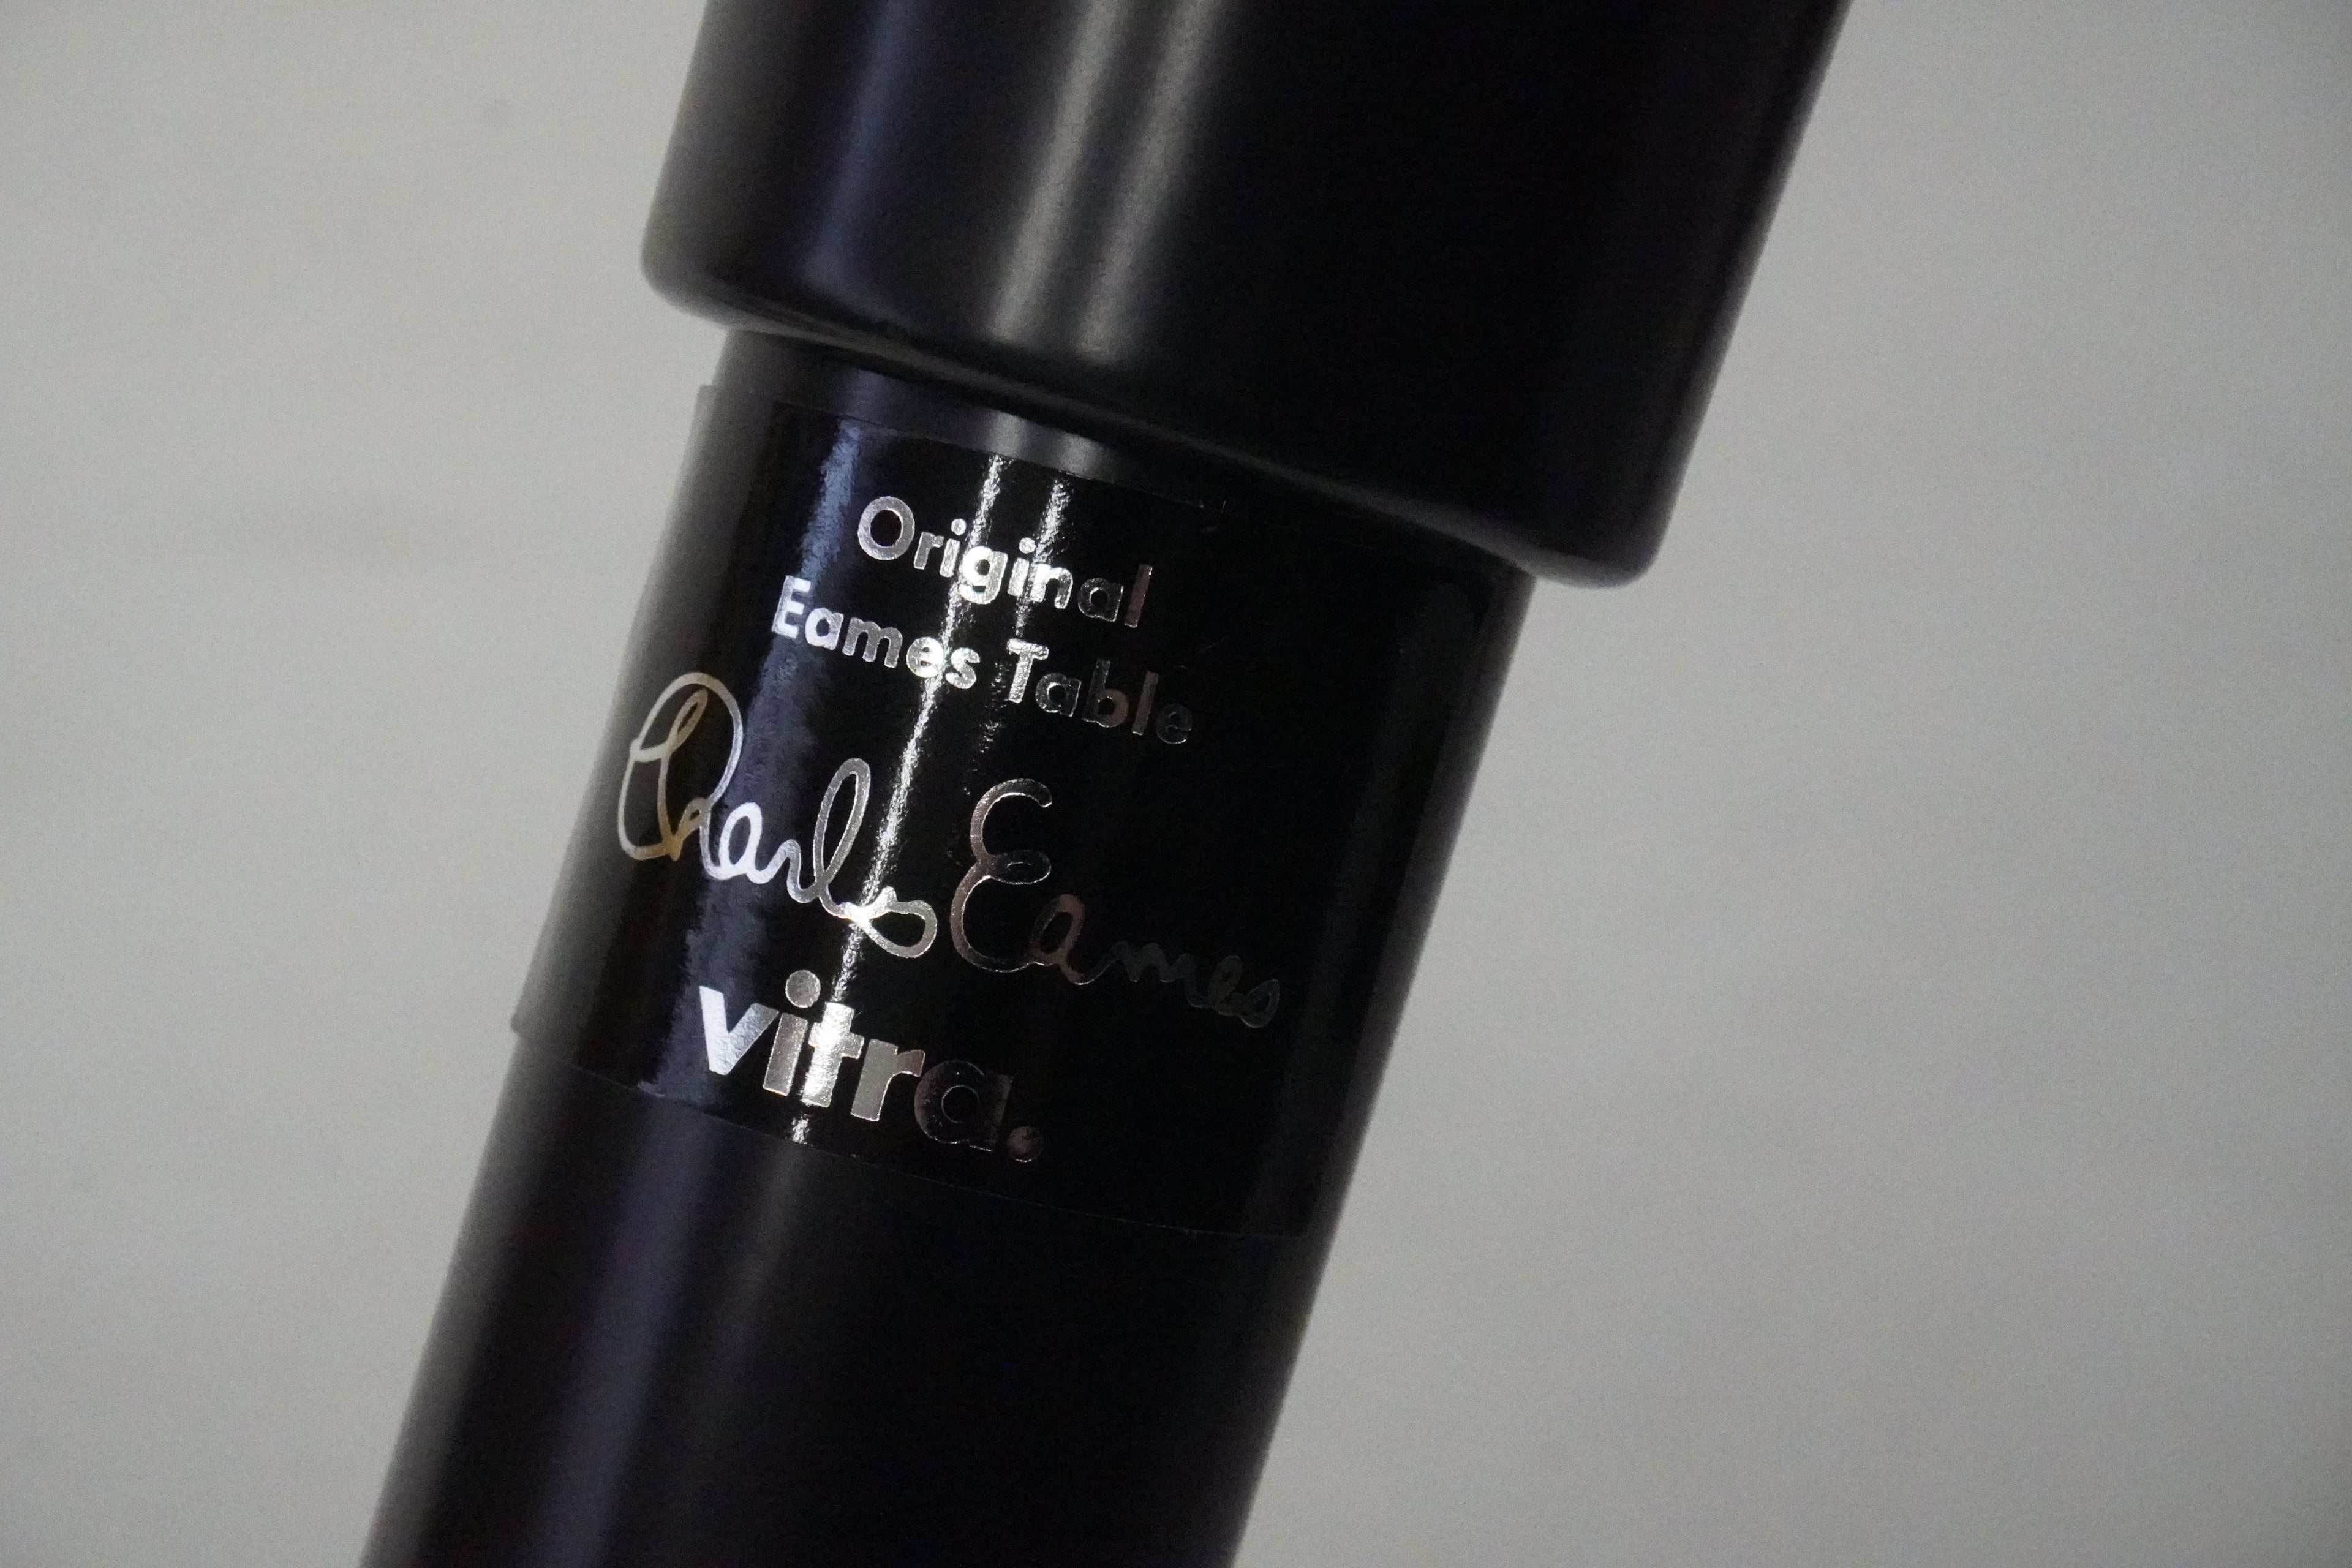 Original
Eames Table
Charles Eames
vitra.